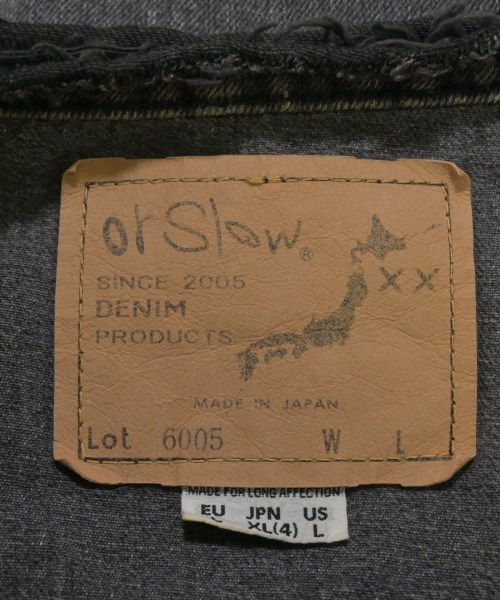 orSlow®
XX
SINCE 2005
DENIM
PRODUCTS
MADE IN JAPAN
Lot 6005 W L
MADE FOR LONG AFFECTION
EU JPN US
XL(4) L